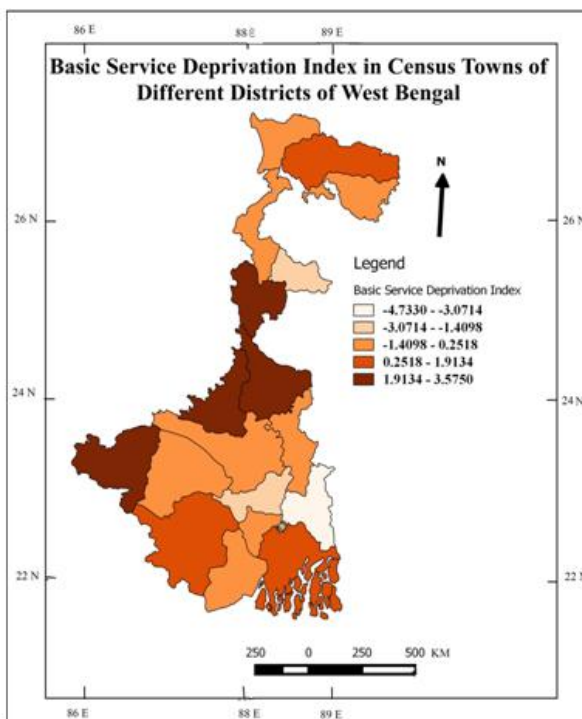 86 E 88 E 89 E
Basic Service Deprivation Index in Census Towns of
Different Districts of West Bengal
N
26 N 26 N
Legend
Basic Service Deprivation Index
-4.7330 - -3.0714
-3.0714 - -1.4098
-1.4098 - 0.2518
0.2518 - 1.9134
1.9134 - 3.5750
24 N 24 N
22 N 22 N
250 0 250 500 KM
86 E 88 E 89 E